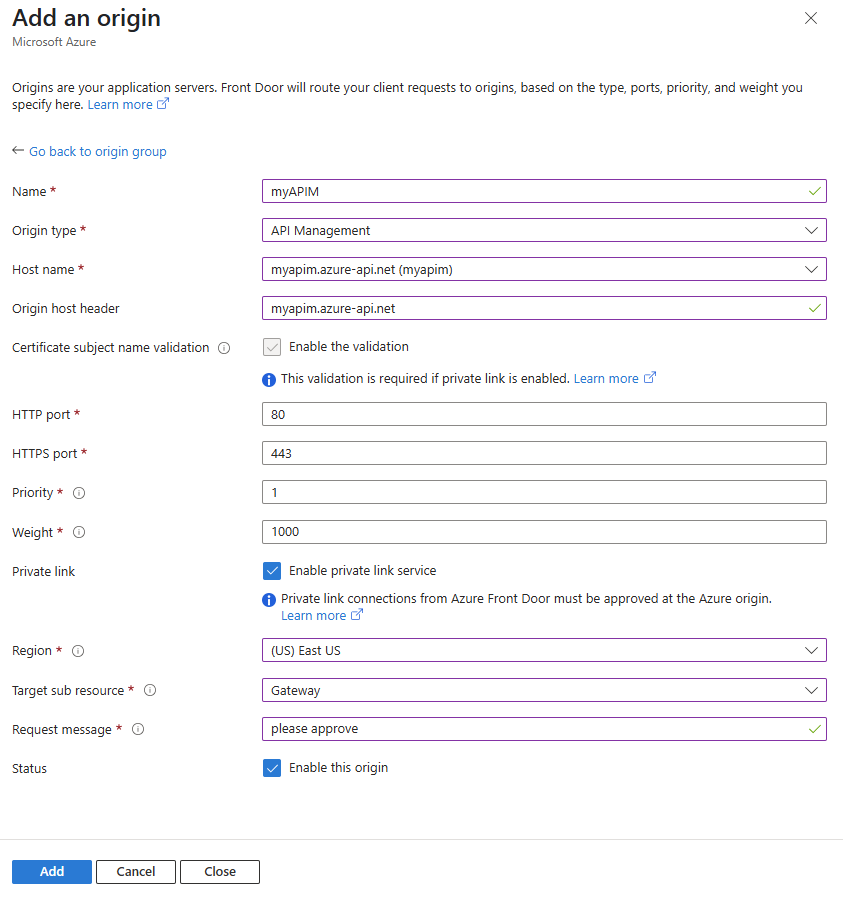 Add an origin
Microsoft Azure
Origins are your application servers. Front Door will route your client requests to origins, based on the type, ports, priority, and weight you
specify here. Learn more
Go back to origin group
Name * myAPIM
Origin type * API Management
Host name * myapim.azure-api.net (myapim)
Origin host header myapim.azure-api.net
Certificate subject name validation Enable the validation
This validation is required if private link is enabled. Learn more
HTTP port * 80
HTTPS port * 443
Priority * 1
Weight * 1000
Private link Enable private link service
Private link connections from Azure Front Door must be approved at the Azure origin.
Learn more
Region * (US) East US
Target sub resource * Gateway
Request message * please approve
Status Enable this origin
Add Cancel Close